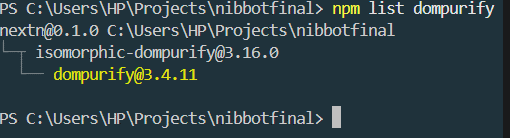 PS C:\Users\HP\Projects\nibbotfinal> npm list dompurify
nextn@0.1.0 C:\Users\HP\Projects\nibbotfinal
└─┬ isomorphic-dompurify@3.16.0
  └── dompurify@3.4.11

PS C:\Users\HP\Projects\nibbotfinal>